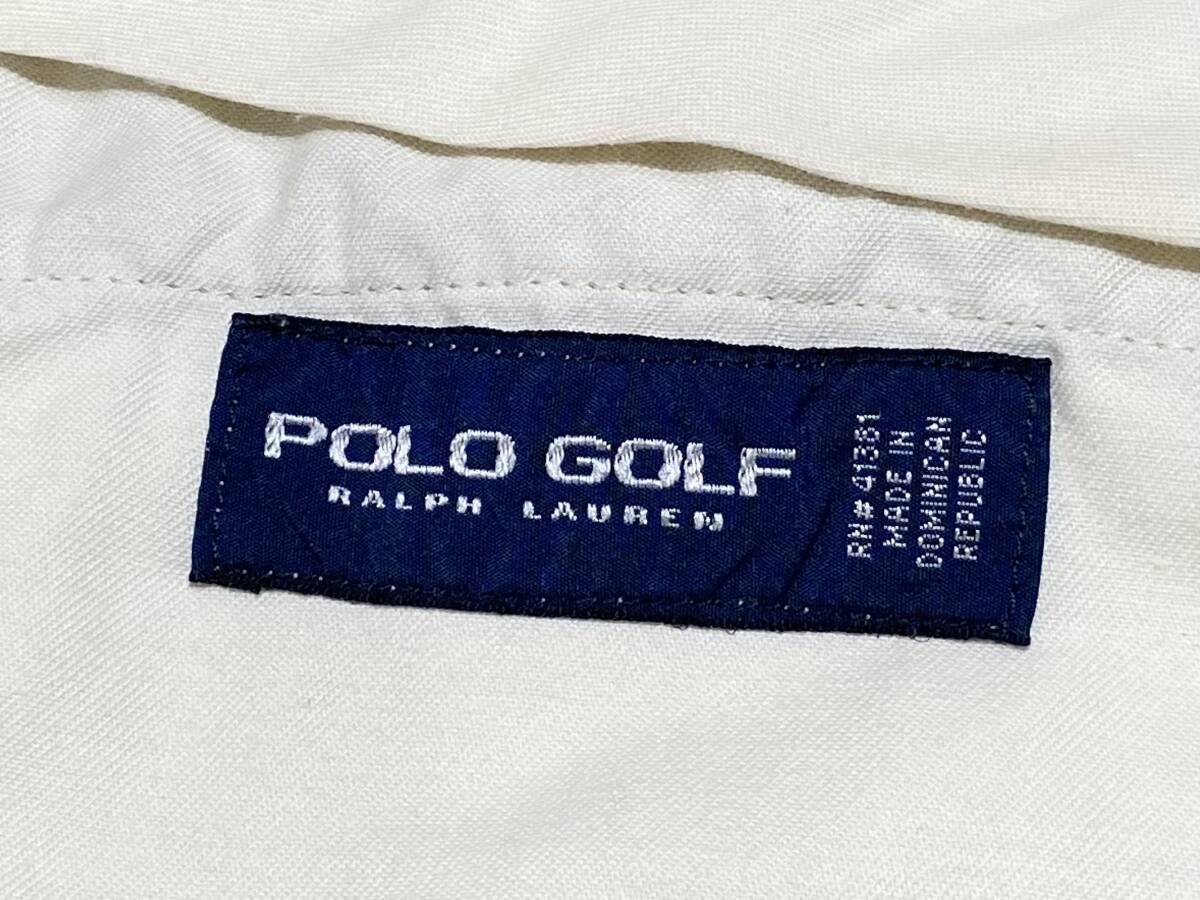 POLO GOLF
RALPH LAUREN
RN# 41381
MADE IN
DOMINICAN
REPUBLIC